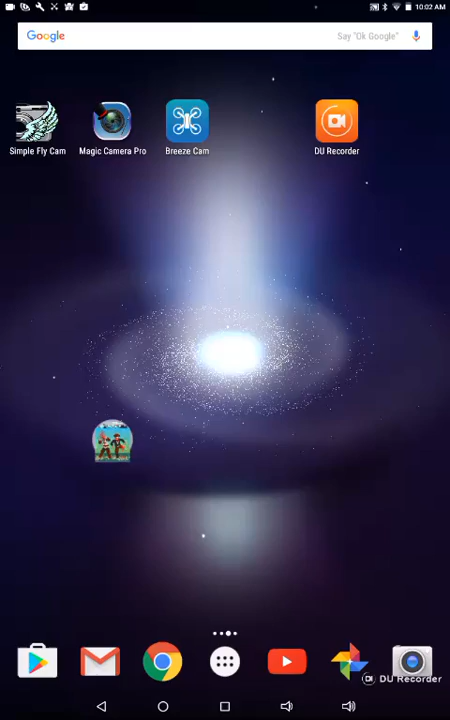 10:02 AM
Google
Say "Ok Google"
Simple Fly Cam
Magic Camera Pro
Breeze Cam
DU Recorder
DU Recorder